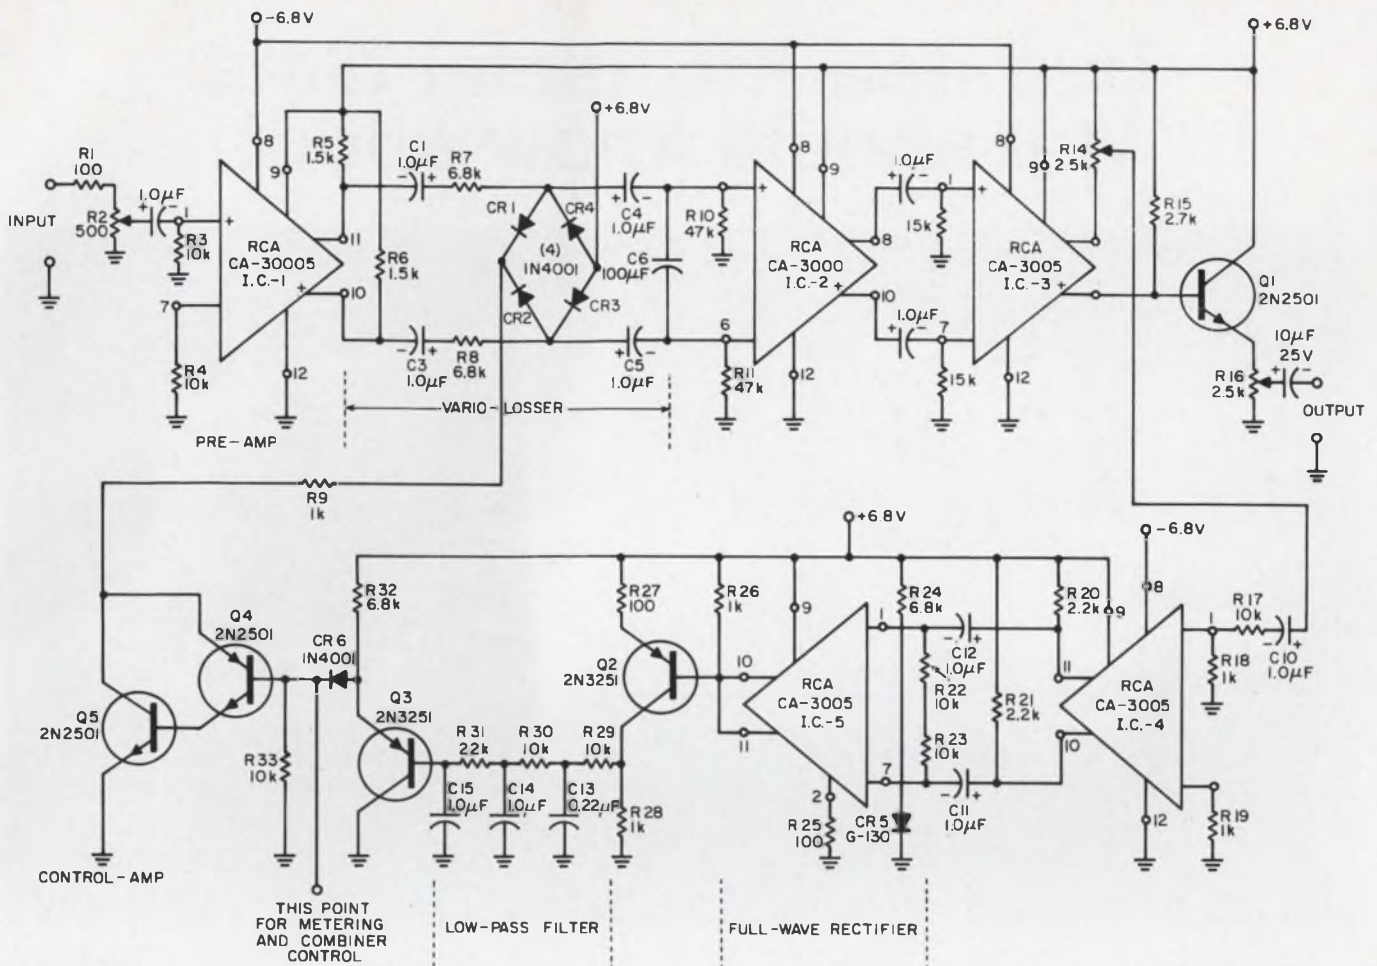 -6.8V
+6.8V
+6.8V
R1
100
INPUT
R2
500
1.0µF
- +
1
R3
10k
7
R4
10k
8
9
+
RCA
CA-30005
I.C.-1
+
11
10
12
R5
1.5k
R6
1.5k
C1
1.0µF
- +
R7
6.8k
C3
1.0µF
- +
R8
6.8k
CR1
CR4
(4)
1N4001
CR2
CR3
C4
1.0µF
+ -
C5
1.0µF
+ -
C6
100µF
R10
47k
6
R11
47k
+
8
9
RCA
CA-3000
I.C.-2
+
8
10
12
1.0µF
+ -
1
15k
1.0µF
+ -
7
15k
+
8
9
RCA
CA-3005
I.C.-3
+
12
R14
2.5k
R15
2.7k
Q1
2N2501
10µF
25V
+ -
R16
2.5k
OUTPUT
PRE-AMP
VARIO-LOSSER
R9
1k
+6.8V
-6.8V
Q4
2N2501
Q5
2N2501
CR6
1N4001
R32
6.8k
Q3
2N3251
R33
10k
R31
22k
R30
10k
R29
10k
C15
1.0µF
C14
1.0µF
C13
0.22µF
R28
1k
R27
100
Q2
2N3251
R26
1k
10
11
9
RCA
CA-3005
I.C.-5
1
7
2
R25
100
R24
6.8k
CR5
G-130
C12
1.0µF
- +
R22
10k
R23
10k
C11
1.0µF
- +
R21
2.2k
R20
2.2k
9
8
11
10
RCA
CA-3005
I.C.-4
12
1
R17
10k
R18
1k
C10
1.0µF
- +
R19
1k
CONTROL-AMP
THIS POINT
FOR METERING
AND COMBINER
CONTROL
LOW-PASS FILTER
FULL-WAVE RECTIFIER